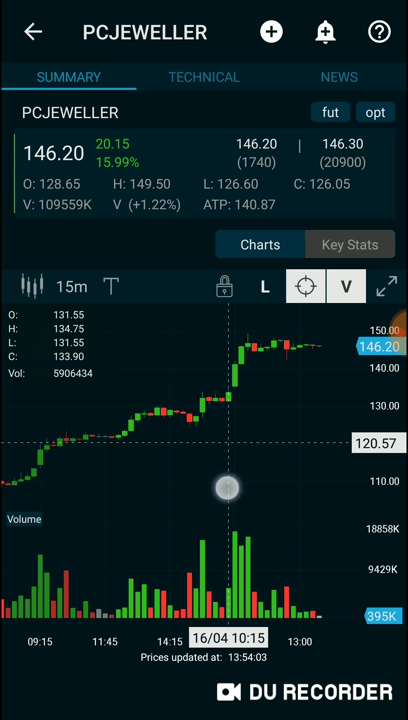 PCJEWELLER
SUMMARY TECHNICAL NEWS
PCJEWELLER fut opt
146.20 20.15 15.99% 146.20 (1740) | 146.30 (20900)
O: 128.65 H: 149.50 L: 126.60 C: 126.05
V: 109559K V (+1.22%) ATP: 140.87
Charts Key Stats
15m T L V
O: 131.55
H: 134.75
L: 131.55
C: 133.90
Vol: 5906434
150.00
146.20
140.00
130.00
120.57
110.00
Volume
18858K
9429K
395K
09:15 11:45 14:15 16/04 10:15 13:00
Prices updated at: 13:54:03
DU RECORDER